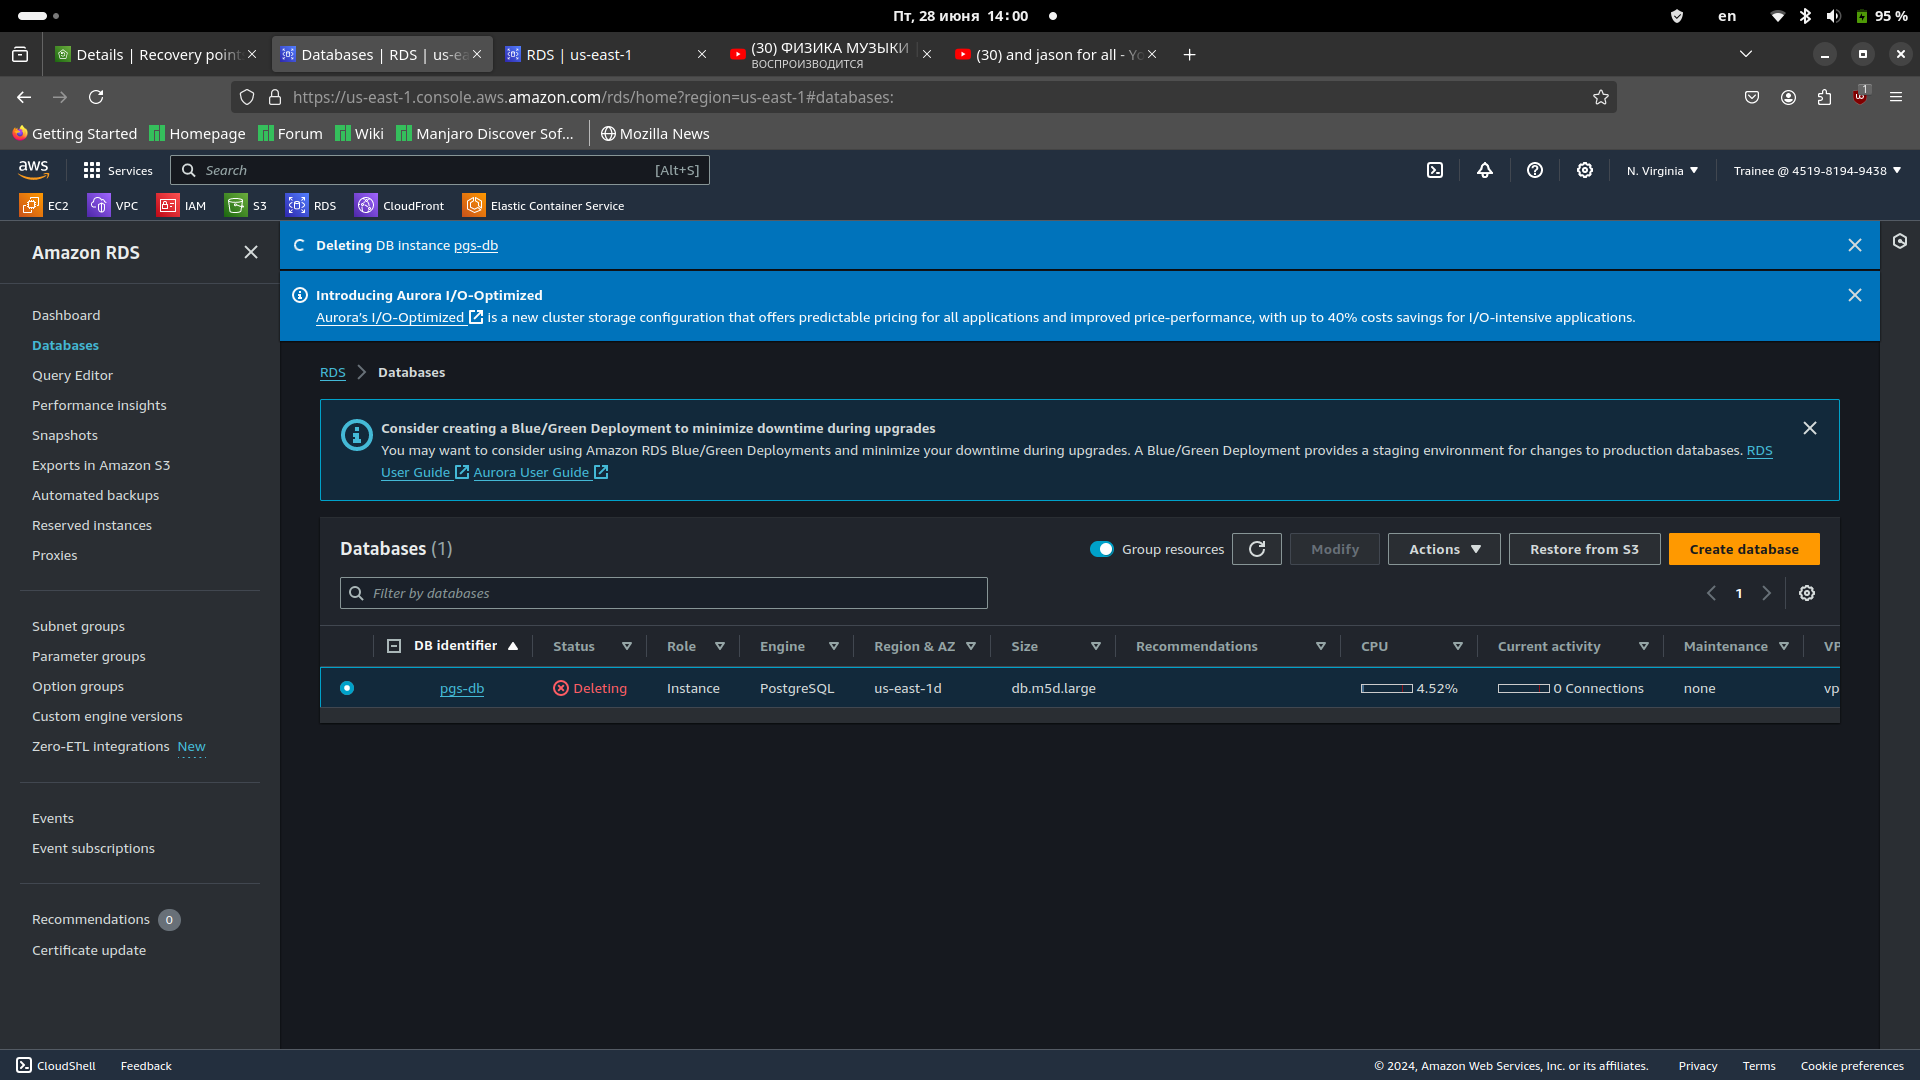 Пт, 28 июня 14:00
en
95 %
Details | Recovery point
Databases | RDS | us-ea
RDS | us-east-1
(30) ФИЗИКА МУЗЫКИ
ВОСПРОИЗВОДИТСЯ
(30) and jason for all - Yo
https://us-east-1.console.aws.amazon.com/rds/home?region=us-east-1#databases:
1
Getting Started
Homepage
Forum
Wiki
Manjaro Discover Sof...
Mozilla News
aws
Services
Search
[Alt+S]
N. Virginia
Trainee @ 4519-8194-9438
EC2
VPC
IAM
S3
RDS
CloudFront
Elastic Container Service
Amazon RDS
Dashboard
Databases
Query Editor
Performance insights
Snapshots
Exports in Amazon S3
Automated backups
Reserved instances
Proxies
Subnet groups
Parameter groups
Option groups
Custom engine versions
Zero-ETL integrations New
Events
Event subscriptions
Recommendations 0
Certificate update
Deleting DB instance pgs-db
Introducing Aurora I/O-Optimized
Aurora's I/O-Optimized is a new cluster storage configuration that offers predictable pricing for all applications and improved price-performance, with up to 40% costs savings for I/O-intensive applications.
RDS
Databases
Consider creating a Blue/Green Deployment to minimize downtime during upgrades
You may want to consider using Amazon RDS Blue/Green Deployments and minimize your downtime during upgrades. A Blue/Green Deployment provides a staging environment for changes to production databases. RDS
User Guide Aurora User Guide
Databases (1)
Group resources
Modify
Actions
Restore from S3
Create database
Filter by databases
1
DB identifier
Status
Role
Engine
Region & AZ
Size
Recommendations
CPU
Current activity
Maintenance
VP
pgs-db
Deleting
Instance
PostgreSQL
us-east-1d
db.m5d.large
4.52%
0 Connections
none
vp
CloudShell
Feedback
© 2024, Amazon Web Services, Inc. or its affiliates.
Privacy
Terms
Cookie preferences